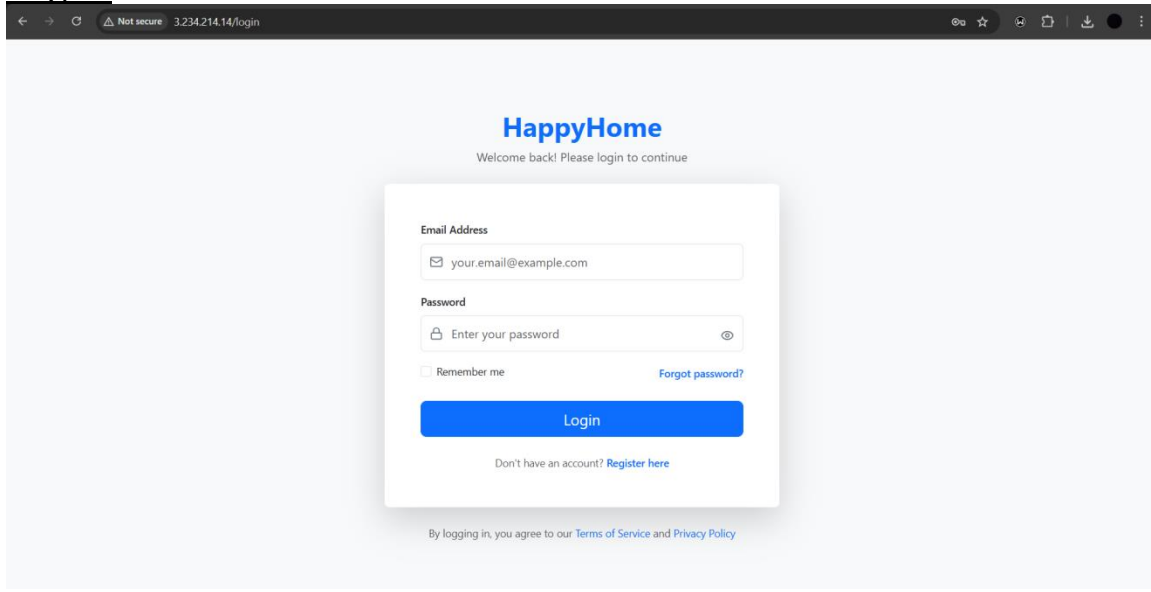 Not secure 3.234.214.14/login
HappyHome
Welcome back! Please login to continue
Email Address
your.email@example.com
Password
Enter your password
Remember me Forgot password?
Login
Don't have an account? Register here
By logging in, you agree to our Terms of Service and Privacy Policy